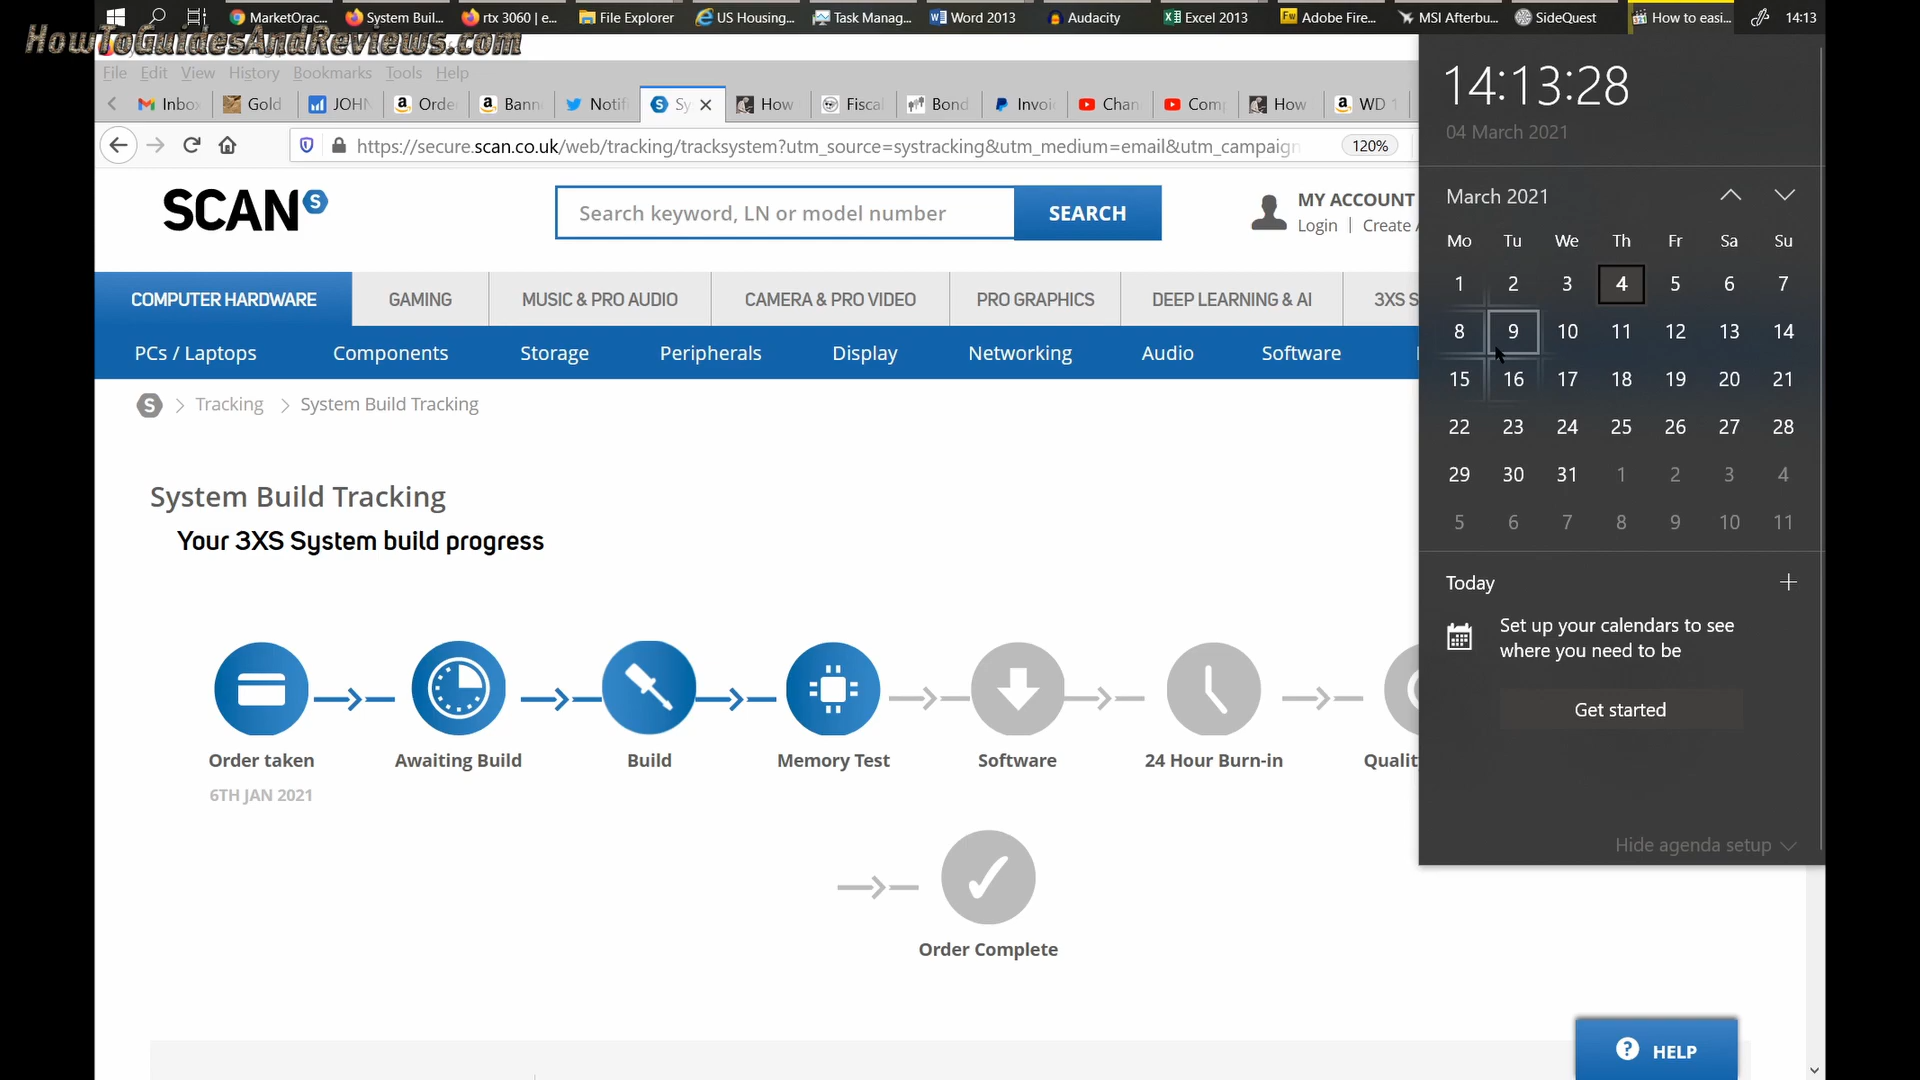 MarketOrac...
System Buil...
rtx 3060 | e...
File Explorer
US Housing...
Task Manag...
Word 2013
Audacity
Excel 2013
Adobe Fire...
MSI Afterbu...
SideQuest
How to easi...
14:13
HowToGuidesAndReviews.com
File Edit View History Bookmarks Tools Help
Inbo
Gold
JOHN
Orde
Bann
Notif
Sy
How
Fiscal
Bond
Invoi
Chan
Comp
How
WD 1
https://secure.scan.co.uk/web/tracking/tracksystem?utm_source=systracking&utm_medium=email&utm_campaign
120%
SCAN S
Search keyword, LN or model number
SEARCH
MY ACCOUNT
Login | Create
COMPUTER HARDWARE
GAMING
MUSIC & PRO AUDIO
CAMERA & PRO VIDEO
PRO GRAPHICS
DEEP LEARNING & AI
3XS S
PCs / Laptops
Components
Storage
Peripherals
Display
Networking
Audio
Software
S > Tracking > System Build Tracking
System Build Tracking
Your 3XS System build progress
Order taken
6TH JAN 2021
Awaiting Build
Build
Memory Test
Software
24 Hour Burn-in
Qualit
Order Complete
HELP
14:13:28
04 March 2021
March 2021
Mo Tu We Th Fr Sa Su
1 2 3 4 5 6 7
8 9 10 11 12 13 14
15 16 17 18 19 20 21
22 23 24 25 26 27 28
29 30 31 1 2 3 4
5 6 7 8 9 10 11
Today
Set up your calendars to see
where you need to be
Get started
Hide agenda setup